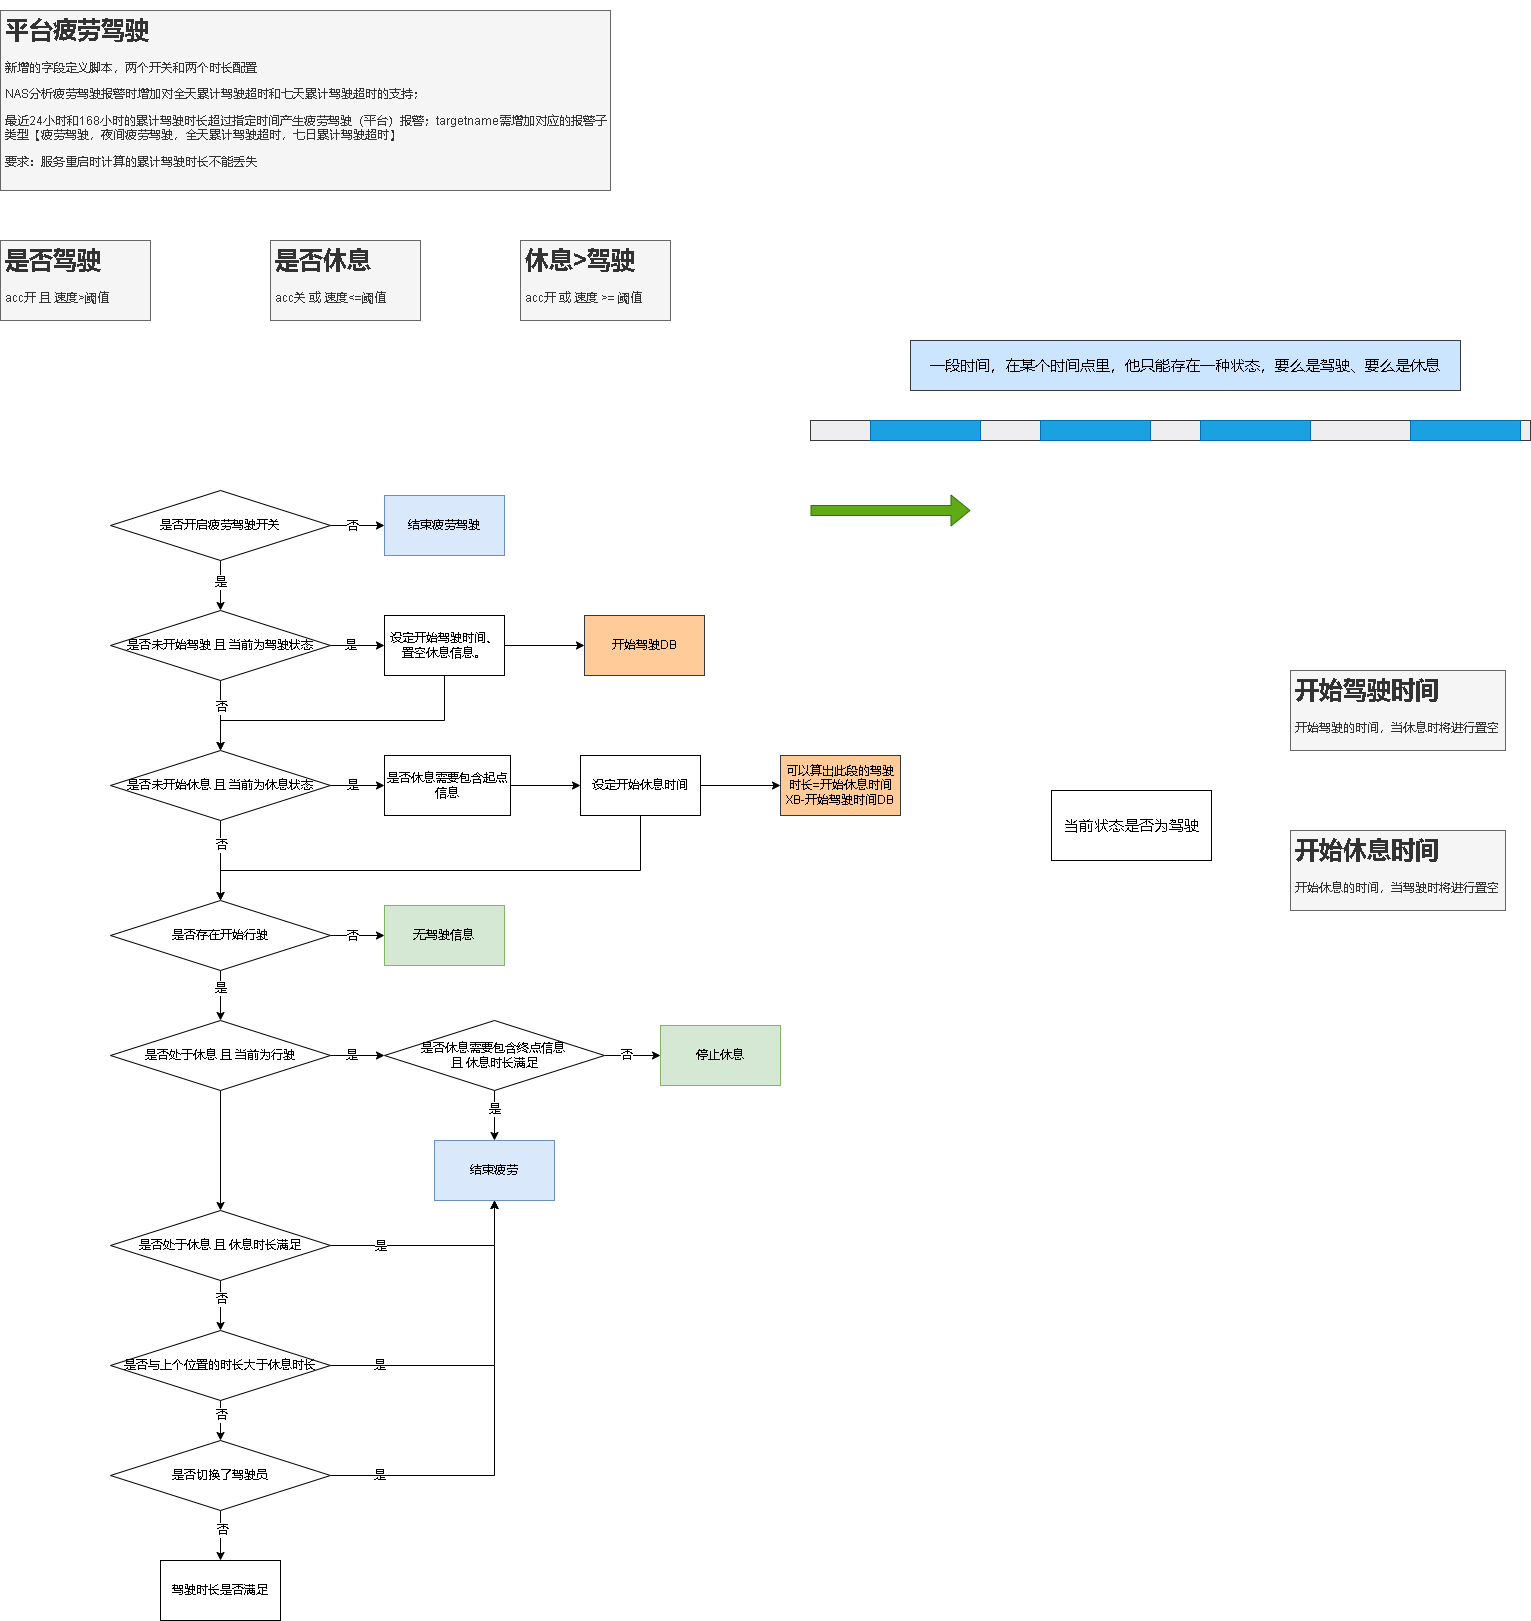 平台疲劳驾驶
新增的字段定义脚本，两个开关和两个时长配置
NAS分析疲劳驾驶报警时增加对全天累计驾驶超时和七天累计驾驶超时的支持；
最近24小时和168小时的累计驾驶时长超过指定时间产生疲劳驾驶（平台）报警；targetname需增加对应的报警子
类型【疲劳驾驶，夜间疲劳驾驶，全天累计驾驶超时，七日累计驾驶超时】
要求：服务重启时计算的累计驾驶时长不能丢失
是否驾驶
acc开 且 速度>阈值
是否休息
acc关 或 速度<=阈值
休息>驾驶
acc开 或 速度 >= 阈值
一段时间，在某个时间点里，他只能存在一种状态，要么是驾驶、要么是休息
是否开启疲劳驾驶开关
否
结束疲劳驾驶
是
是否未开始驾驶 且 当前为驾驶状态
是
设定开始驾驶时间、
置空休息信息。
开始驾驶DB
否
开始驾驶时间
开始驾驶的时间，当休息时将进行置空
是否未开始休息 且 当前为休息状态
是
是否休息需要包含起点
信息
设定开始休息时间
可以算出此段的驾驶
时长=开始休息时间
XB-开始驾驶时间DB
当前状态是否为驾驶
否
开始休息时间
开始休息的时间，当驾驶时将进行置空
是否存在开始行驶
否
无驾驶信息
是
是否处于休息 且 当前为行驶
是
是否休息需要包含终点信息
且 休息时长满足
否
停止休息
是
结束疲劳
是否处于休息 且 休息时长满足
是
否
是否与上个位置的时长大于休息时长
是
否
是否切换了驾驶员
是
否
驾驶时长是否满足